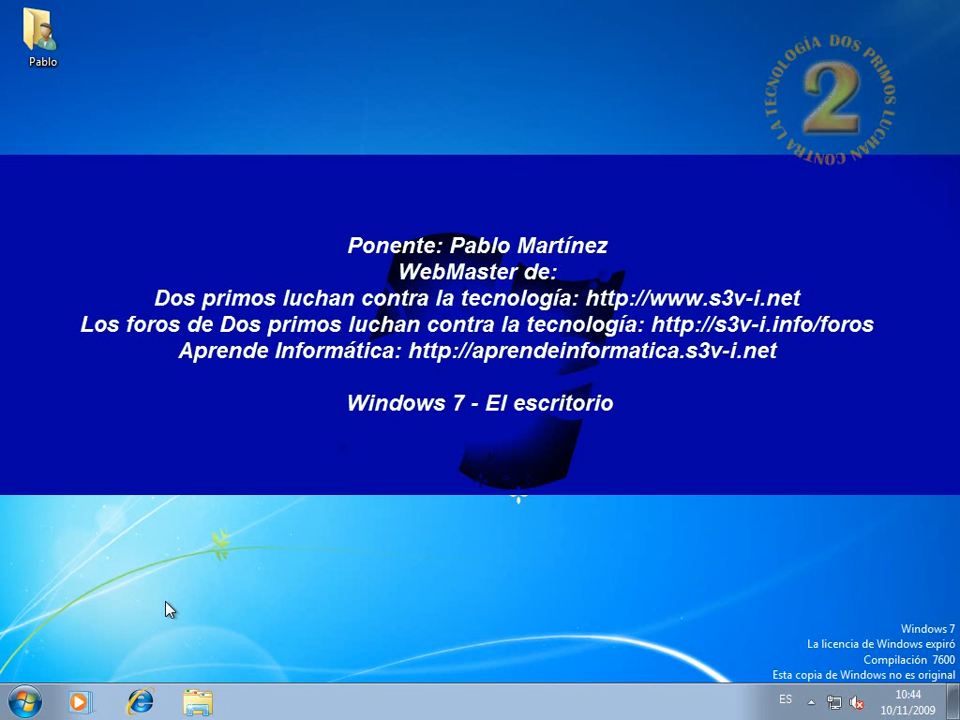 Pablo
DOS PRIMOS LUCHAN CONTRA LA TECNOLOGÍA
2
Ponente: Pablo Martínez
WebMaster de:
Dos primos luchan contra la tecnología: http://www.s3v-i.net
Los foros de Dos primos luchan contra la tecnología: http://s3v-i.info/foros
Aprende Informática: http://aprendeinformatica.s3v-i.net
Windows 7 - El escritorio
Windows 7
La licencia de Windows expiró
Compilación 7600
Esta copia de Windows no es original
ES
10:44
10/11/2009